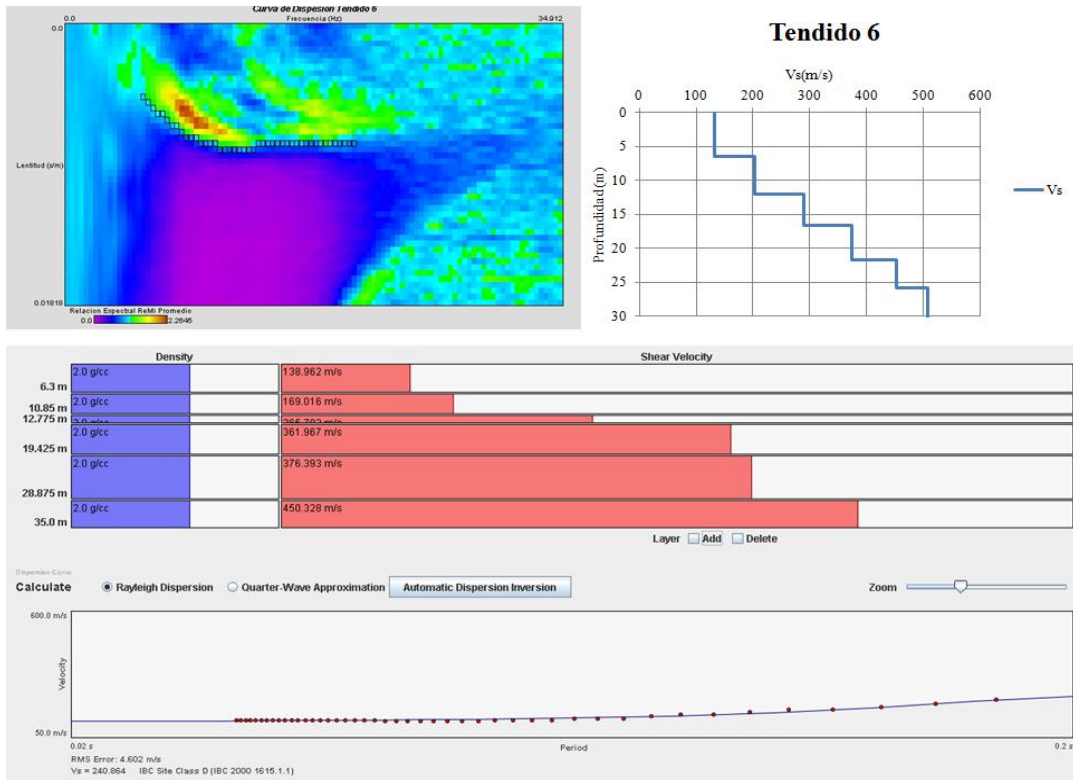 Curva de Dispesión Tendido 6
0.0 Frecuencia (Hz) 34.912
0.0
Lentitud (s/m)
0.01818
Relacion Espectral ReMi Promedio
0.0 2.2645
Tendido 6
Vs(m/s)
0 100 200 300 400 500 600
0
5
10
15
20
25
30
Profundidad(m)
Vs
Density Shear Velocity
2.0 g/cc 138.962 m/s
6.3 m
2.0 g/cc 169.016 m/s
10.85 m
12.775 m
2.0 g/cc 361.967 m/s
19.425 m
2.0 g/cc 376.393 m/s
28.875 m
2.0 g/cc 450.328 m/s
35.0 m
Layer Add Delete
Dispersion Curve
Calculate Rayleigh Dispersion Quarter-Wave Approximation Automatic Dispersion Inversion Zoom
600.0 m/s
Velocity
50.0 m/s
0.02 s Period 0.2 s
RMS Error: 4.602 m/s
Vs = 240.864 IBC Site Class D (IBC 2000 1615.1.1)